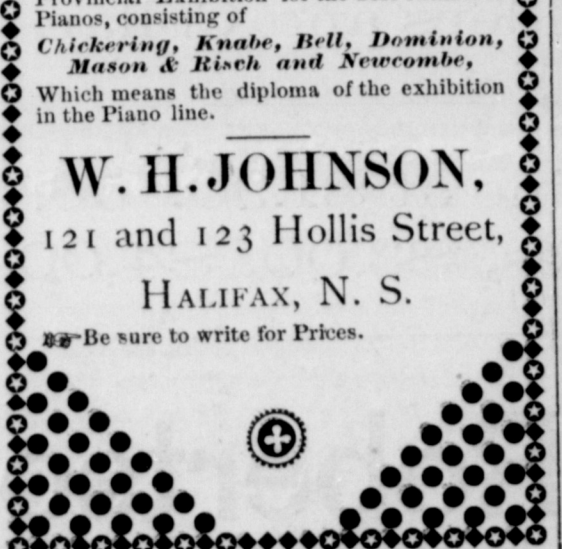 Pianos, consisting of
Chickering, Knabe, Bell, Dominion,
Mason & Risch and Newcombe,
Which means the diploma of the exhibition
in the Piano line.
W. H. JOHNSON,
121 and 123 Hollis Street,
HALIFAX, N. S.
☞Be sure to write for Prices.